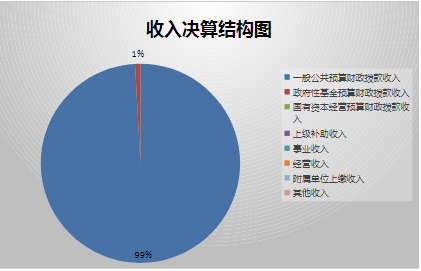 收入决算结构图
1%
99%
一般公共预算财政拨款收入
政府性基金预算财政拨款收入
国有资本经营预算财政拨款收
入
上级补助收入
事业收入
经营收入
附属单位上缴收入
其他收入